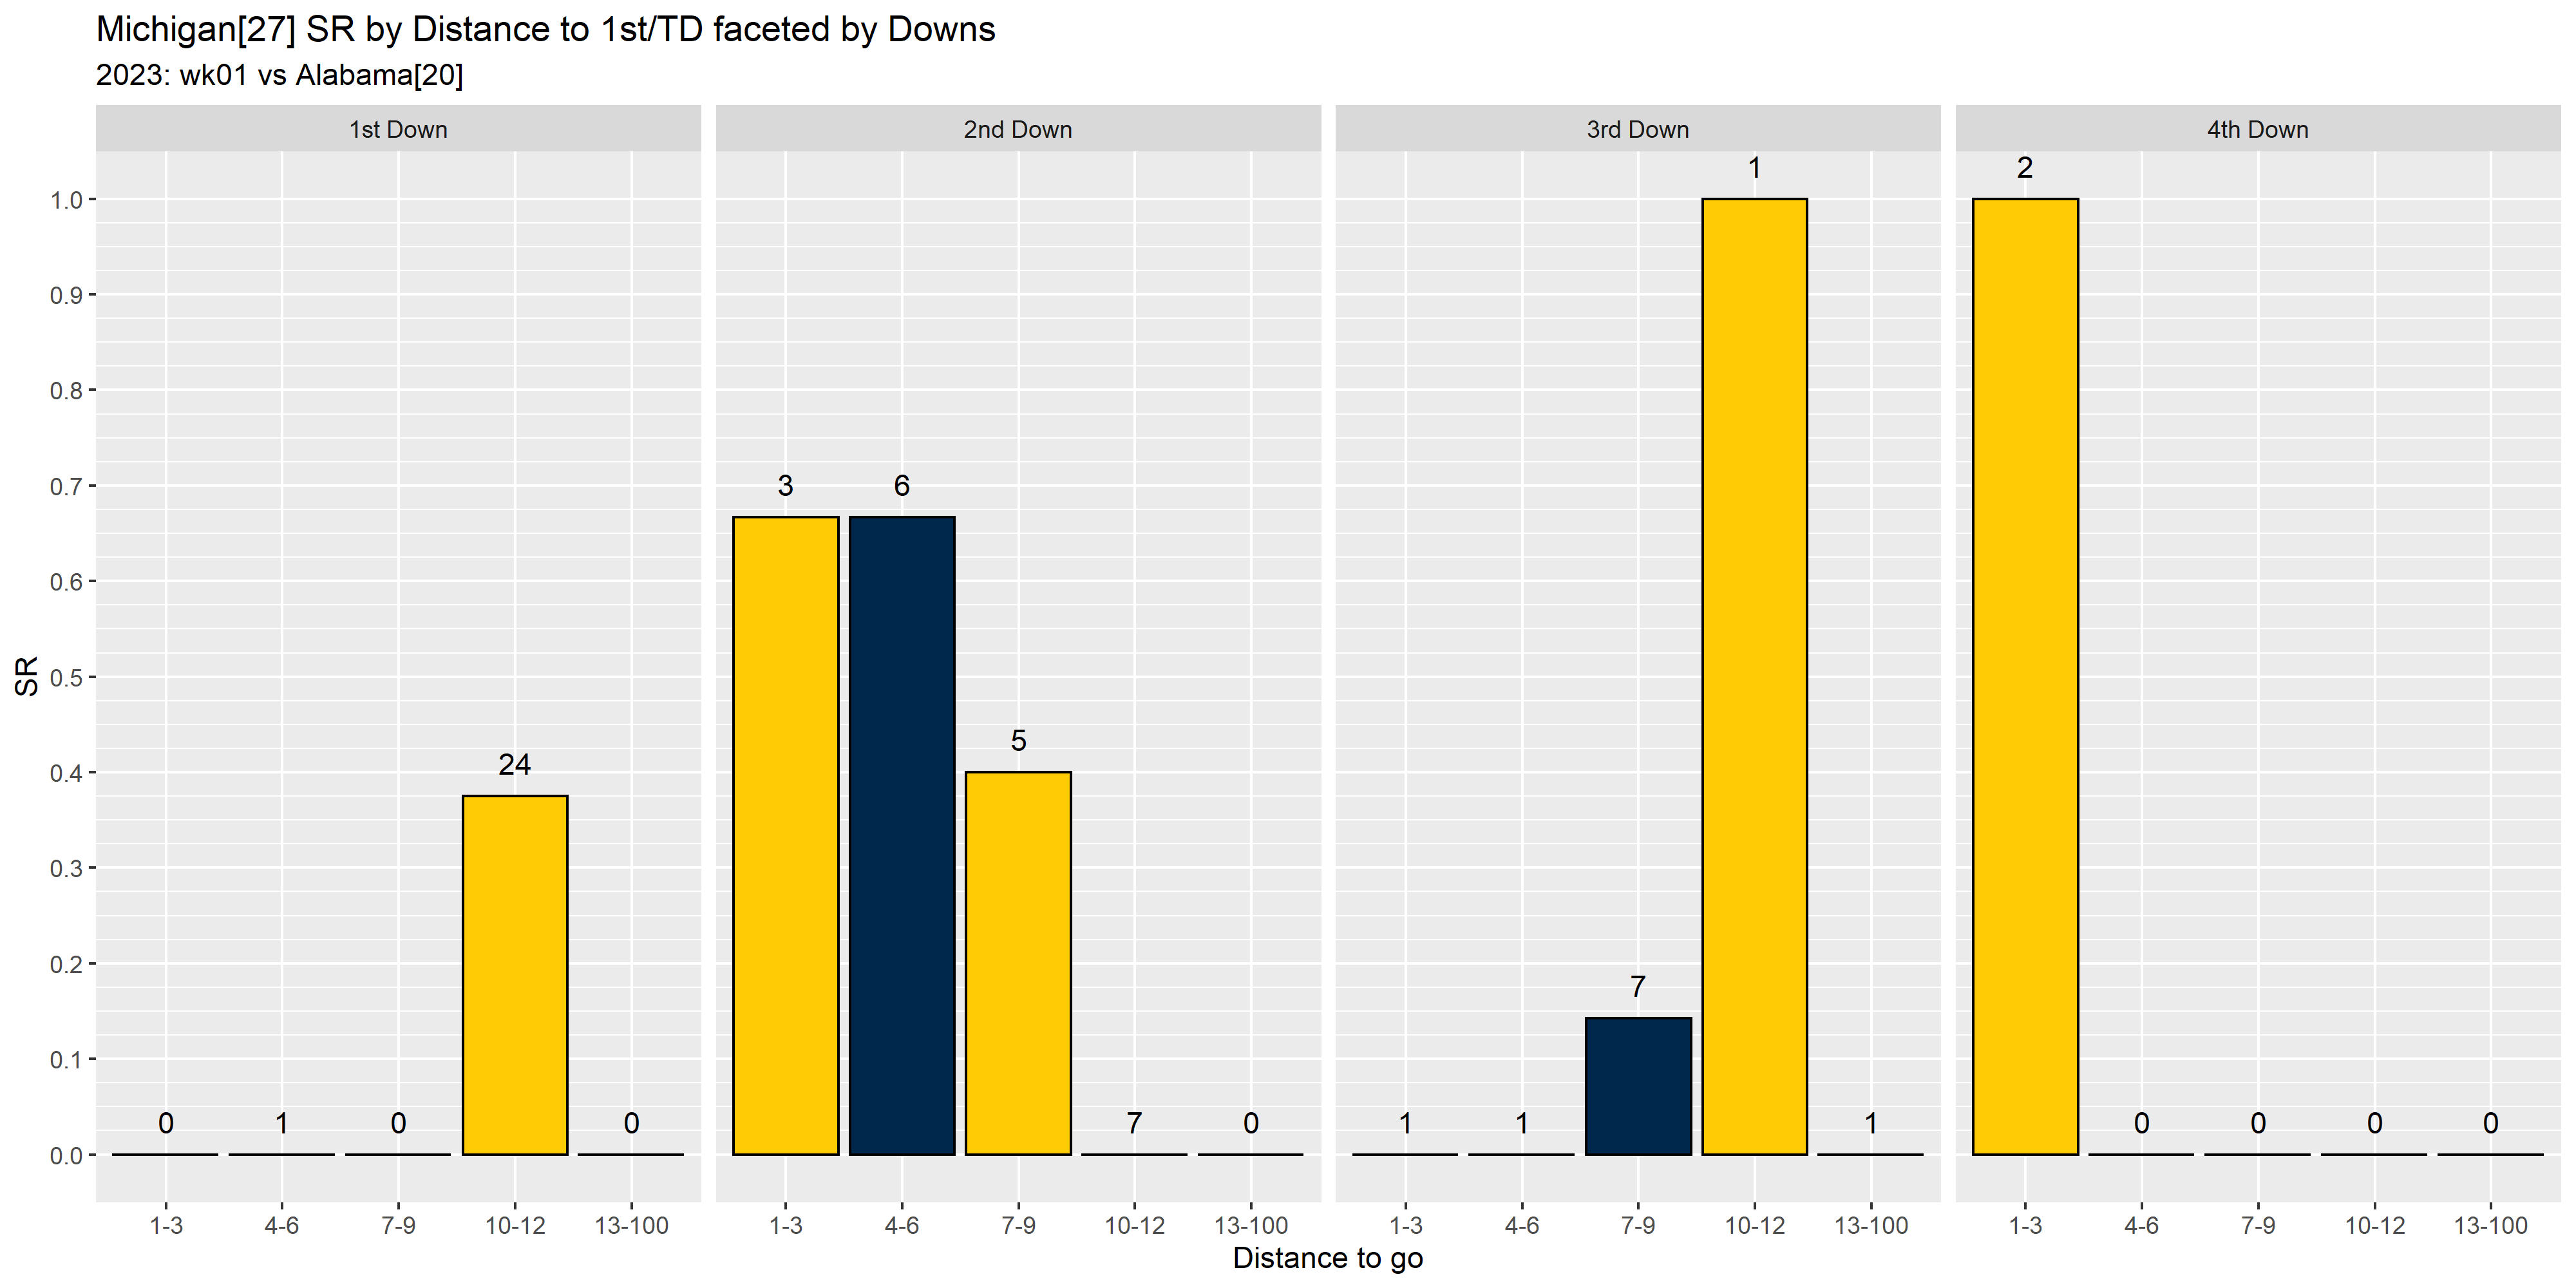 Michigan[27] SR by Distance to 1st/TD faceted by Downs
2023: wk01 vs Alabama[20]
1st Down 2nd Down 3rd Down 4th Down
SR
1.0
0.9
0.8
0.7
0.6
0.5
0.4
0.3
0.2
0.1
0.0
0 1 0 24 0
3 6 5 7 0
1 1 7 1 1
2 0 0 0 0
1-3 4-6 7-9 10-12 13-100 1-3 4-6 7-9 10-12 13-100 1-3 4-6 7-9 10-12 13-100 1-3 4-6 7-9 10-12 13-100
Distance to go